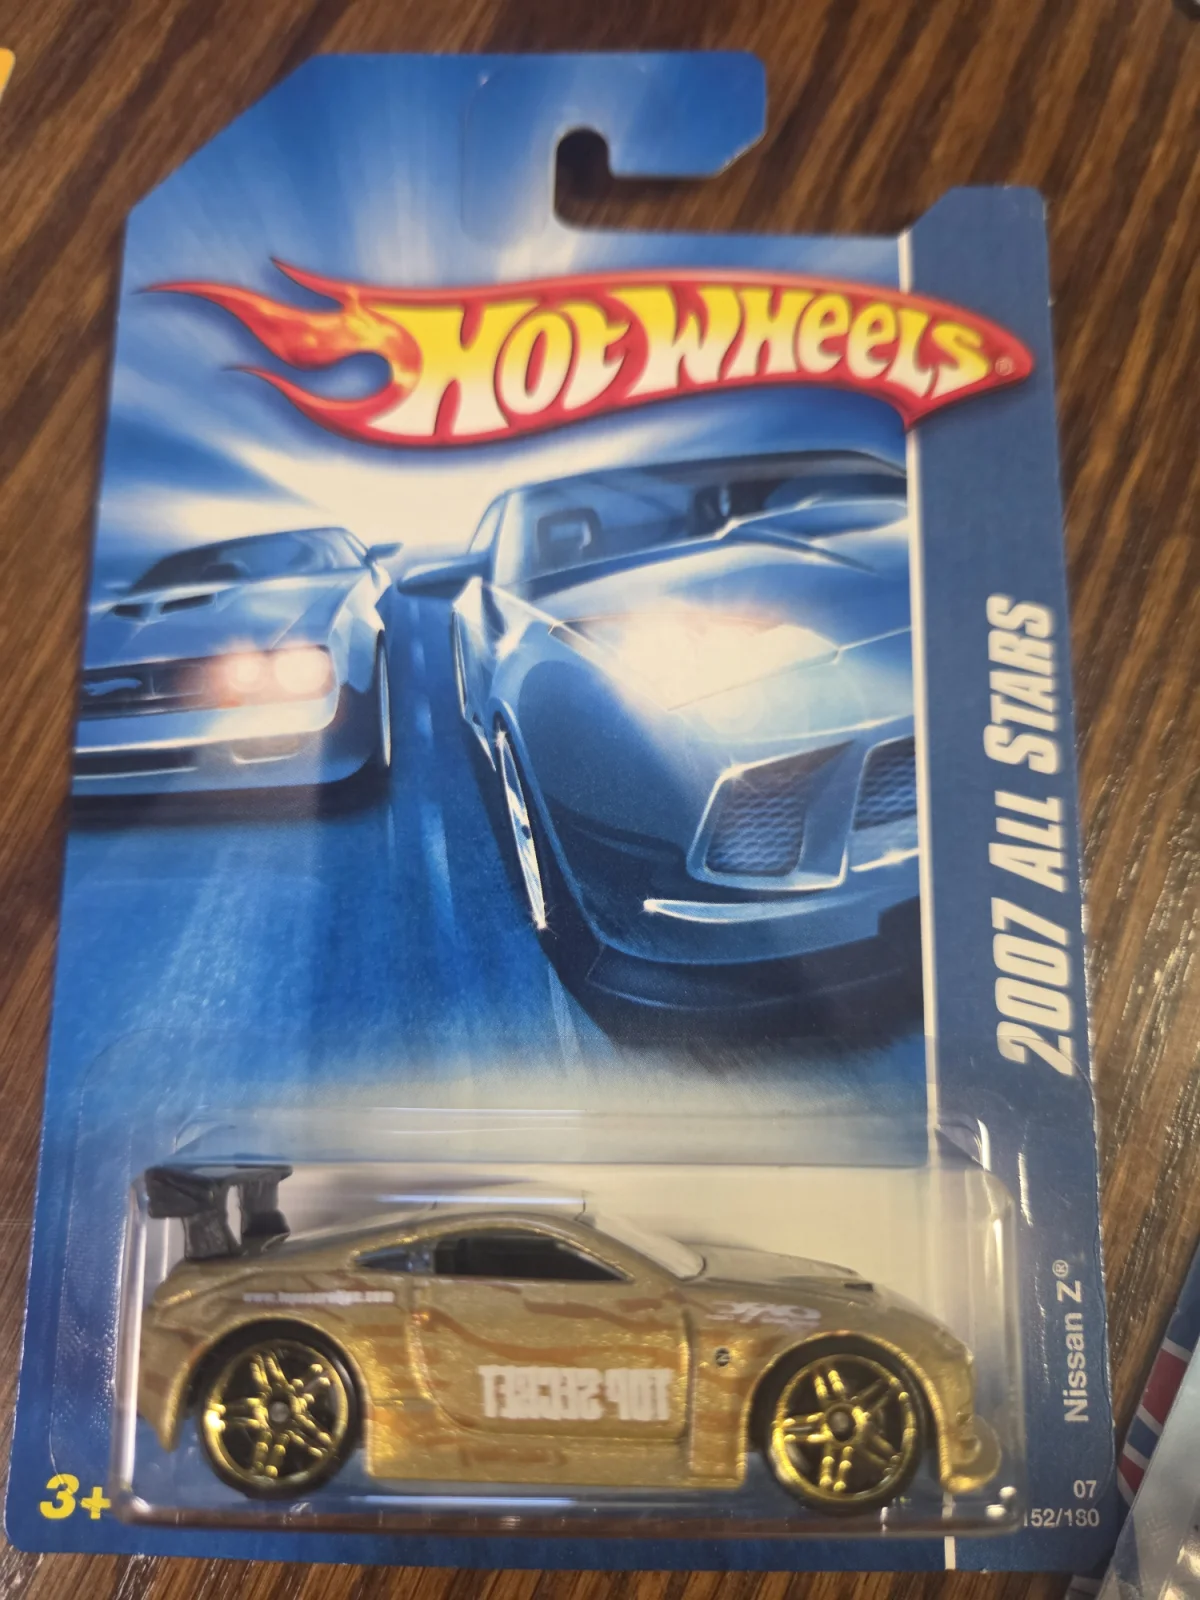 HOT WHEELS®
2007 ALL STARS
Nissan Z®
TOP SECRET
3+
07
152/180